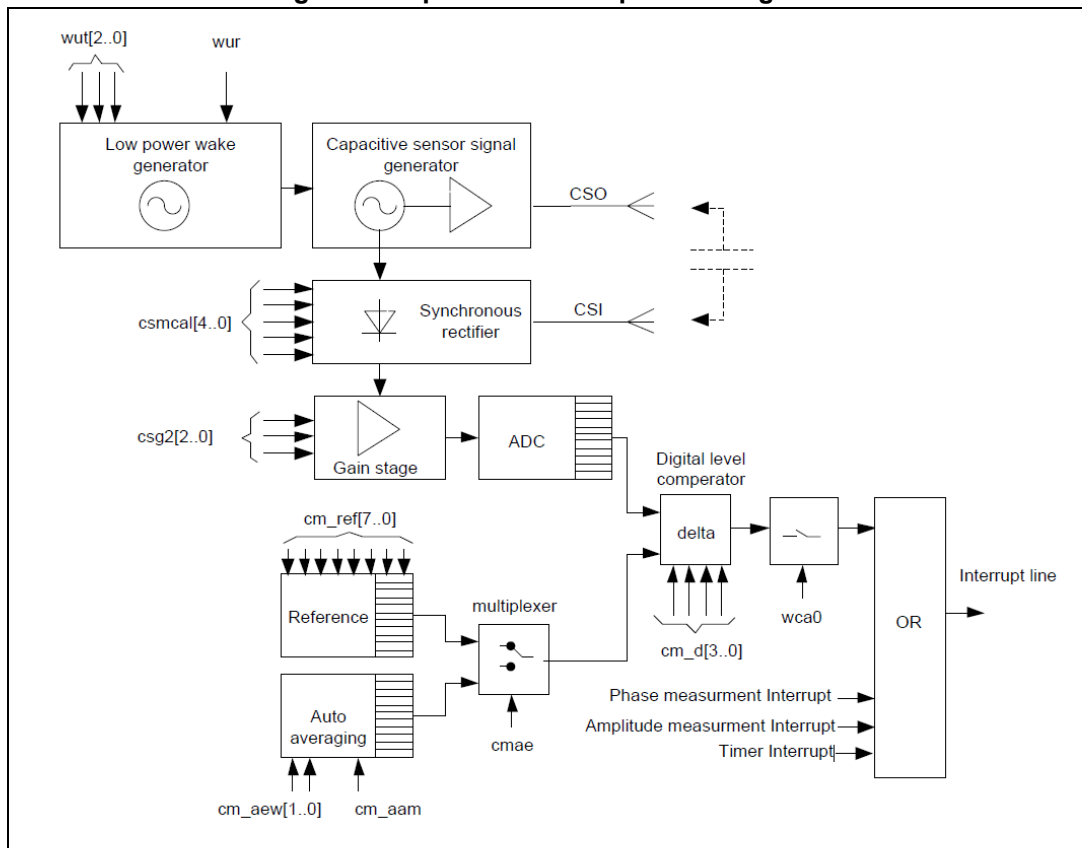 wut[2..0]
wur
Low power wake
generator
Capacitive sensor signal
generator
CSO
csmcal[4..0]
Synchronous
rectifier
CSI
csg2[2..0]
Gain stage
ADC
Digital level
comperator
cm_ref[7..0]
delta
Interrupt line
Reference
multiplexer
wca0
OR
cm_d[3..0]
Phase measurment Interrupt
Auto
averaging
Amplitude measurment Interrupt
cmae
Timer Interrupt
cm_aew[1..0]
cm_aam